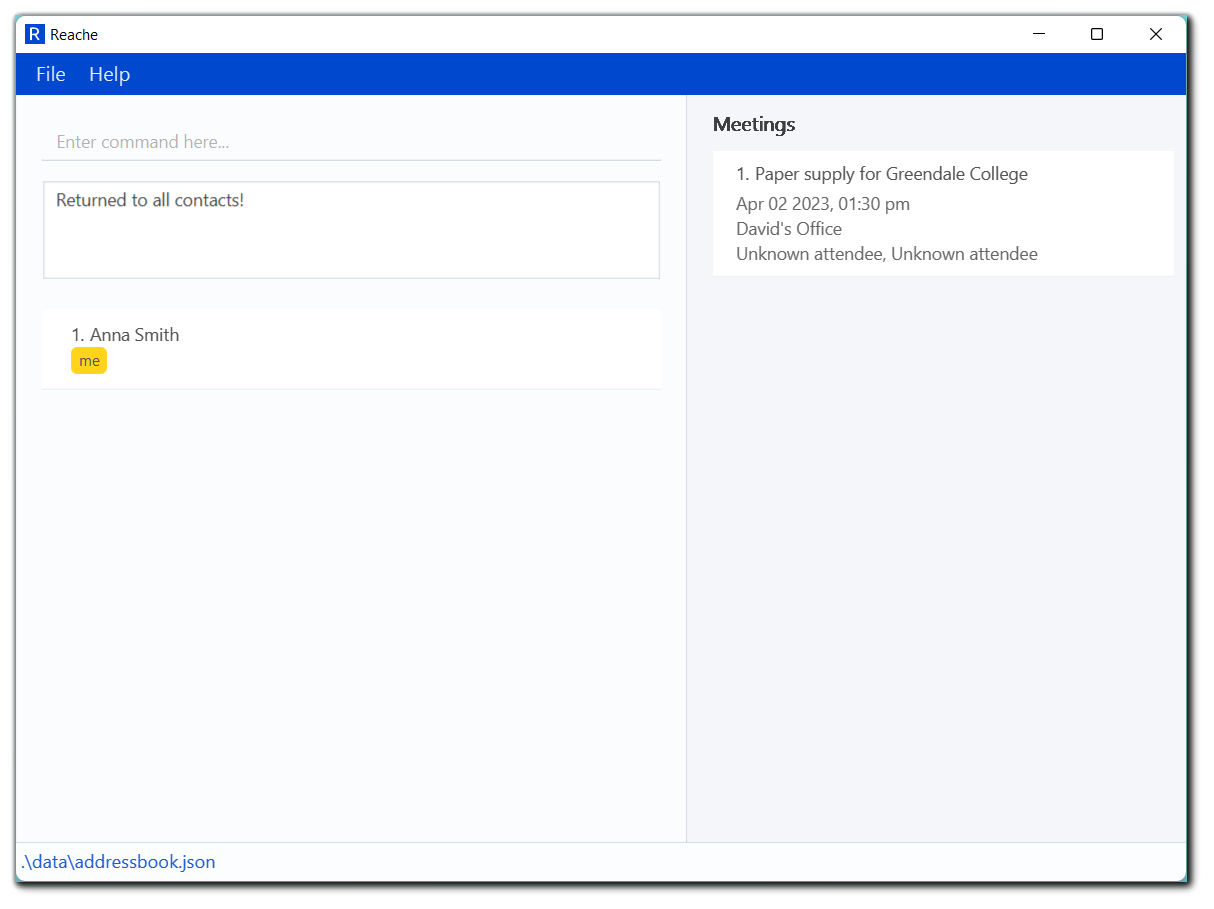 R Reache
File Help
Enter command here...
Returned to all contacts!
1. Anna Smith
me
Meetings
1. Paper supply for Greendale College
Apr 02 2023, 01:30 pm
David's Office
Unknown attendee, Unknown attendee
.\data\addressbook.json